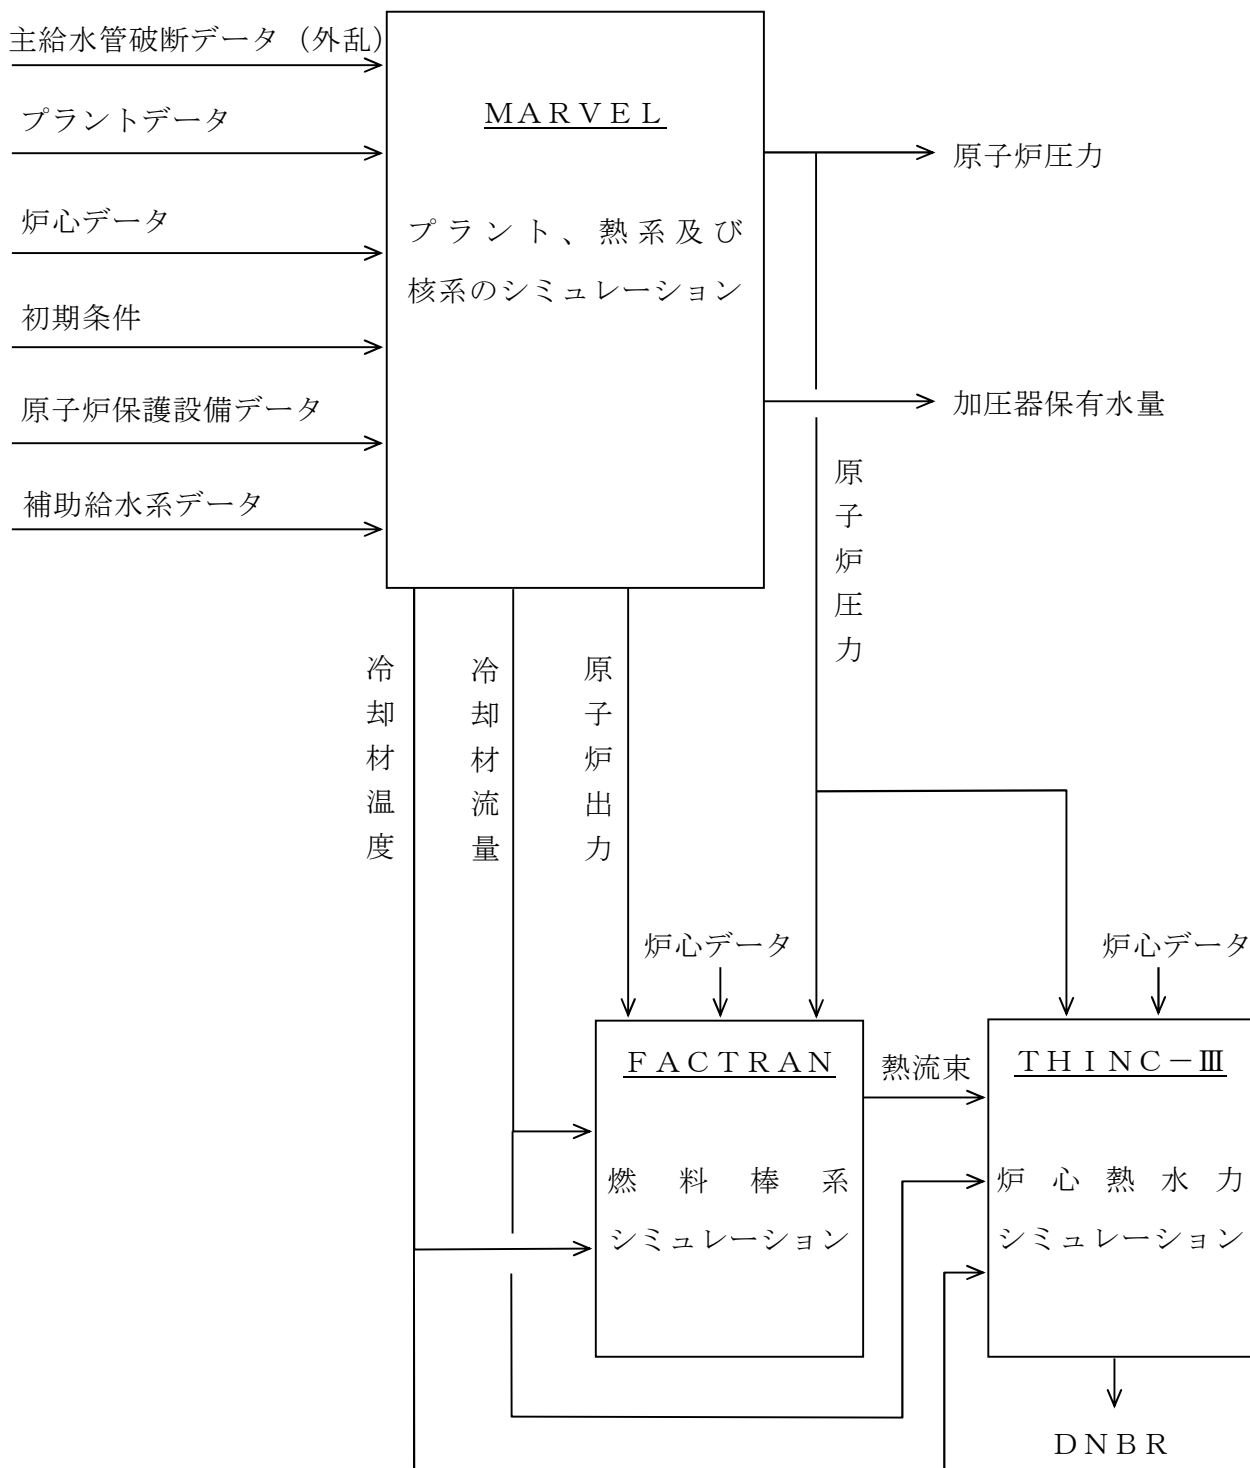 主給水管破断データ（外乱）
プラントデータ
炉心データ
初期条件
原子炉保護設備データ
補助給水系データ
ＭＡＲＶＥＬ
プラント、熱系及び
核系のシミュレーション
原子炉圧力
加圧器保有水量
冷却材温度
冷却材流量
原子炉出力
原子炉圧力
炉心データ
炉心データ
ＦＡＣＴＲＡＮ
燃料棒系
シミュレーション
熱流束
ＴＨＩＮＣ－Ⅲ
炉心熱水力
シミュレーション
ＤＮＢＲ